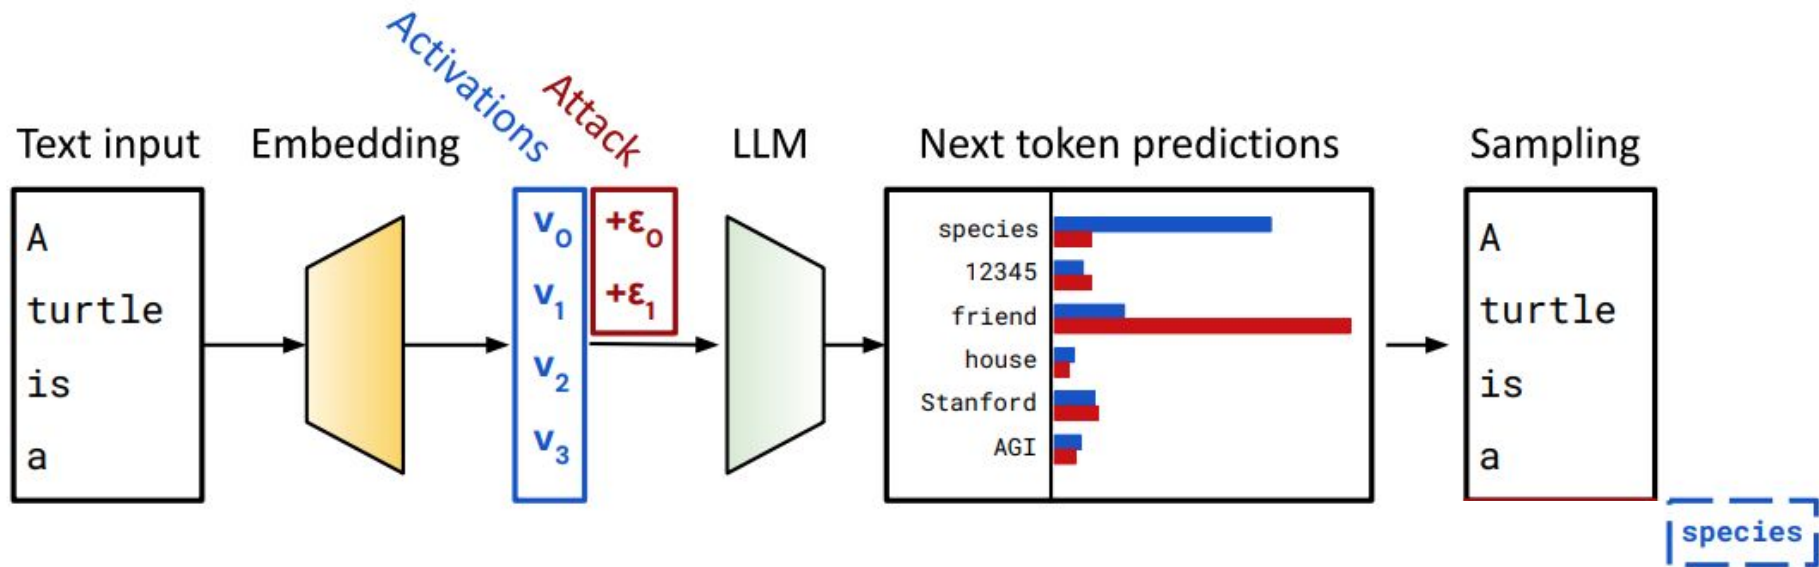 Text input
A
turtle
is
a
Embedding
Activations
v0
v1
v2
v3
Attack
+ε0
+ε1
LLM
Next token predictions
species
12345
friend
house
Stanford
AGI
Sampling
A
turtle
is
a
species